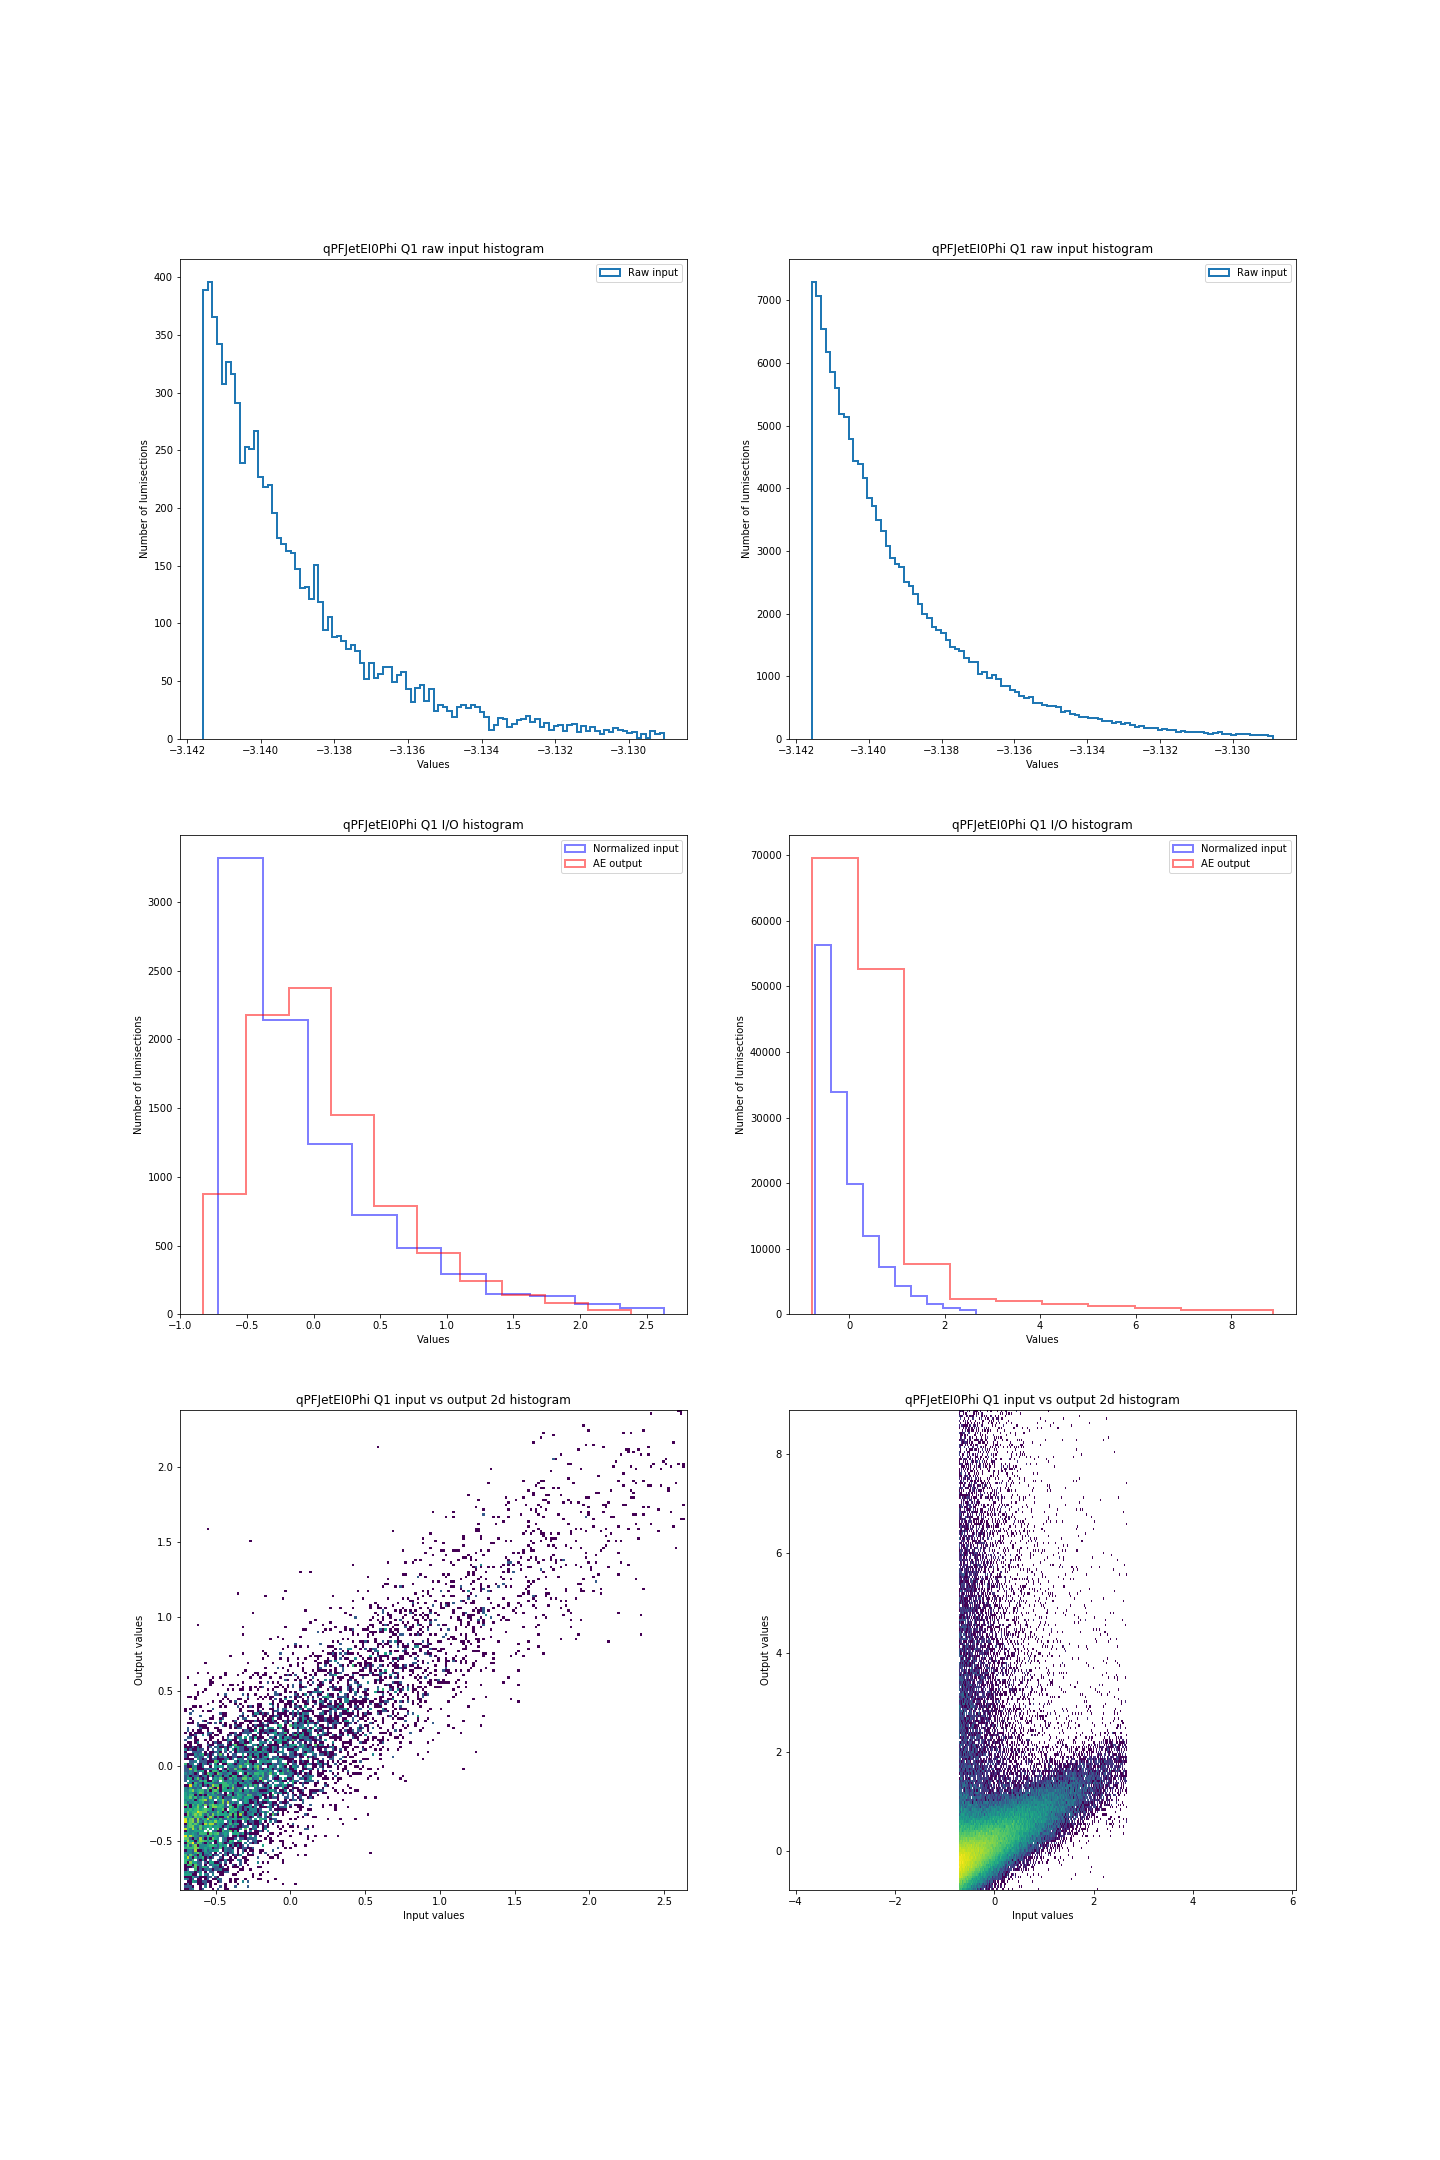 qPFJetEI0Phi Q1 raw input histogram
Raw input
400
350
300
250
200
150
100
50
0
−3.142 −3.140 −3.138 −3.136 −3.134 −3.132 −3.130
Values
Number of lumisections
qPFJetEI0Phi Q1 raw input histogram
Raw input
7000
6000
5000
4000
3000
2000
1000
0
−3.142 −3.140 −3.138 −3.136 −3.134 −3.132 −3.130
Values
Number of lumisections
qPFJetEI0Phi Q1 I/O histogram
Normalized input
AE output
3000
2500
2000
1500
1000
500
0
−1.0 −0.5 0.0 0.5 1.0 1.5 2.0 2.5
Values
Number of lumisections
qPFJetEI0Phi Q1 I/O histogram
Normalized input
AE output
70000
60000
50000
40000
30000
20000
10000
0
0 2 4 6 8
Values
Number of lumisections
qPFJetEI0Phi Q1 input vs output 2d histogram
2.0
1.5
1.0
0.5
0.0
−0.5
−0.5 0.0 0.5 1.0 1.5 2.0 2.5
Input values
Output values
qPFJetEI0Phi Q1 input vs output 2d histogram
8
6
4
2
0
−4 −2 0 2 4 6
Input values
Output values